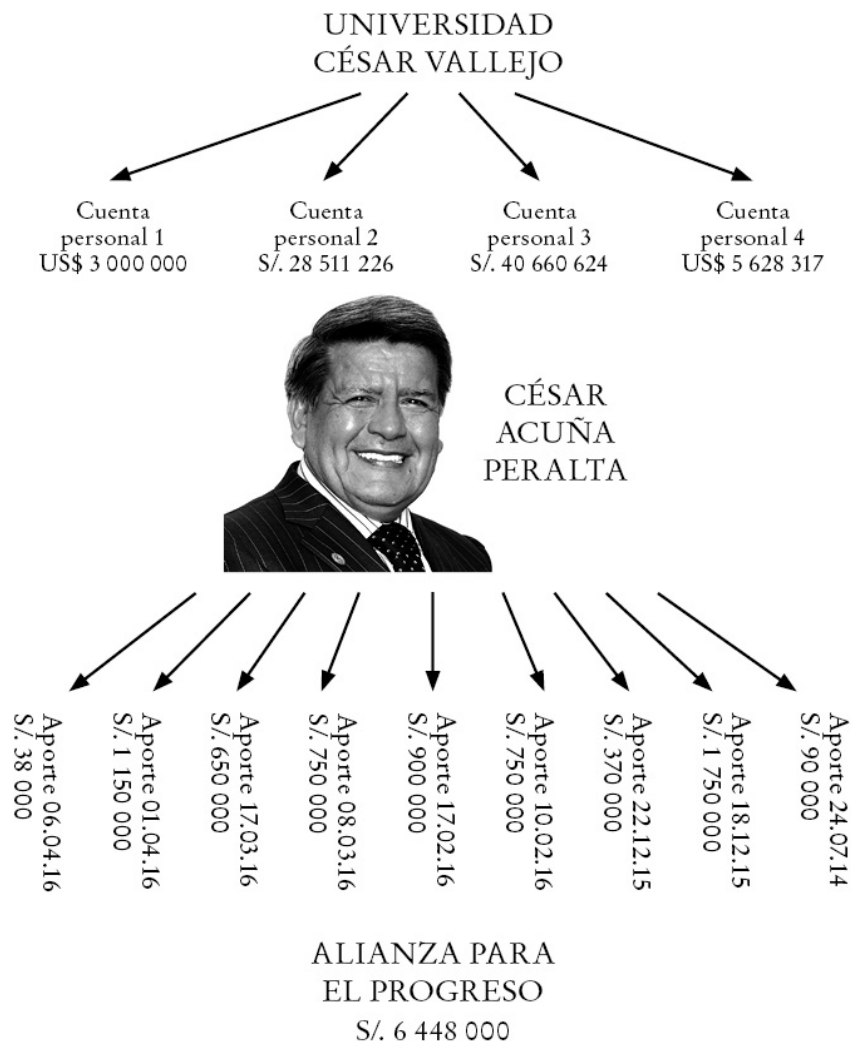 UNIVERSIDAD
CÉSAR VALLEJO
Cuenta
personal 1
US$ 3 000 000
Cuenta
personal 2
S/. 28 511 226
Cuenta
personal 3
S/. 40 660 624
Cuenta
personal 4
US$ 5 628 317
CÉSAR
ACUÑA
PERALTA
Aporte 06.04.16
S/. 38 000
Aporte 01.04.16
S/. 1 150 000
Aporte 17.03.16
S/. 650 000
Aporte 08.03.16
S/. 750 000
Aporte 17.02.16
S/. 900 000
Aporte 10.02.16
S/. 750 000
Aporte 22.12.15
S/. 370 000
Aporte 18.12.15
S/. 1 750 000
Aporte 24.07.14
S/. 90 000
ALIANZA PARA
EL PROGRESO
S/. 6 448 000